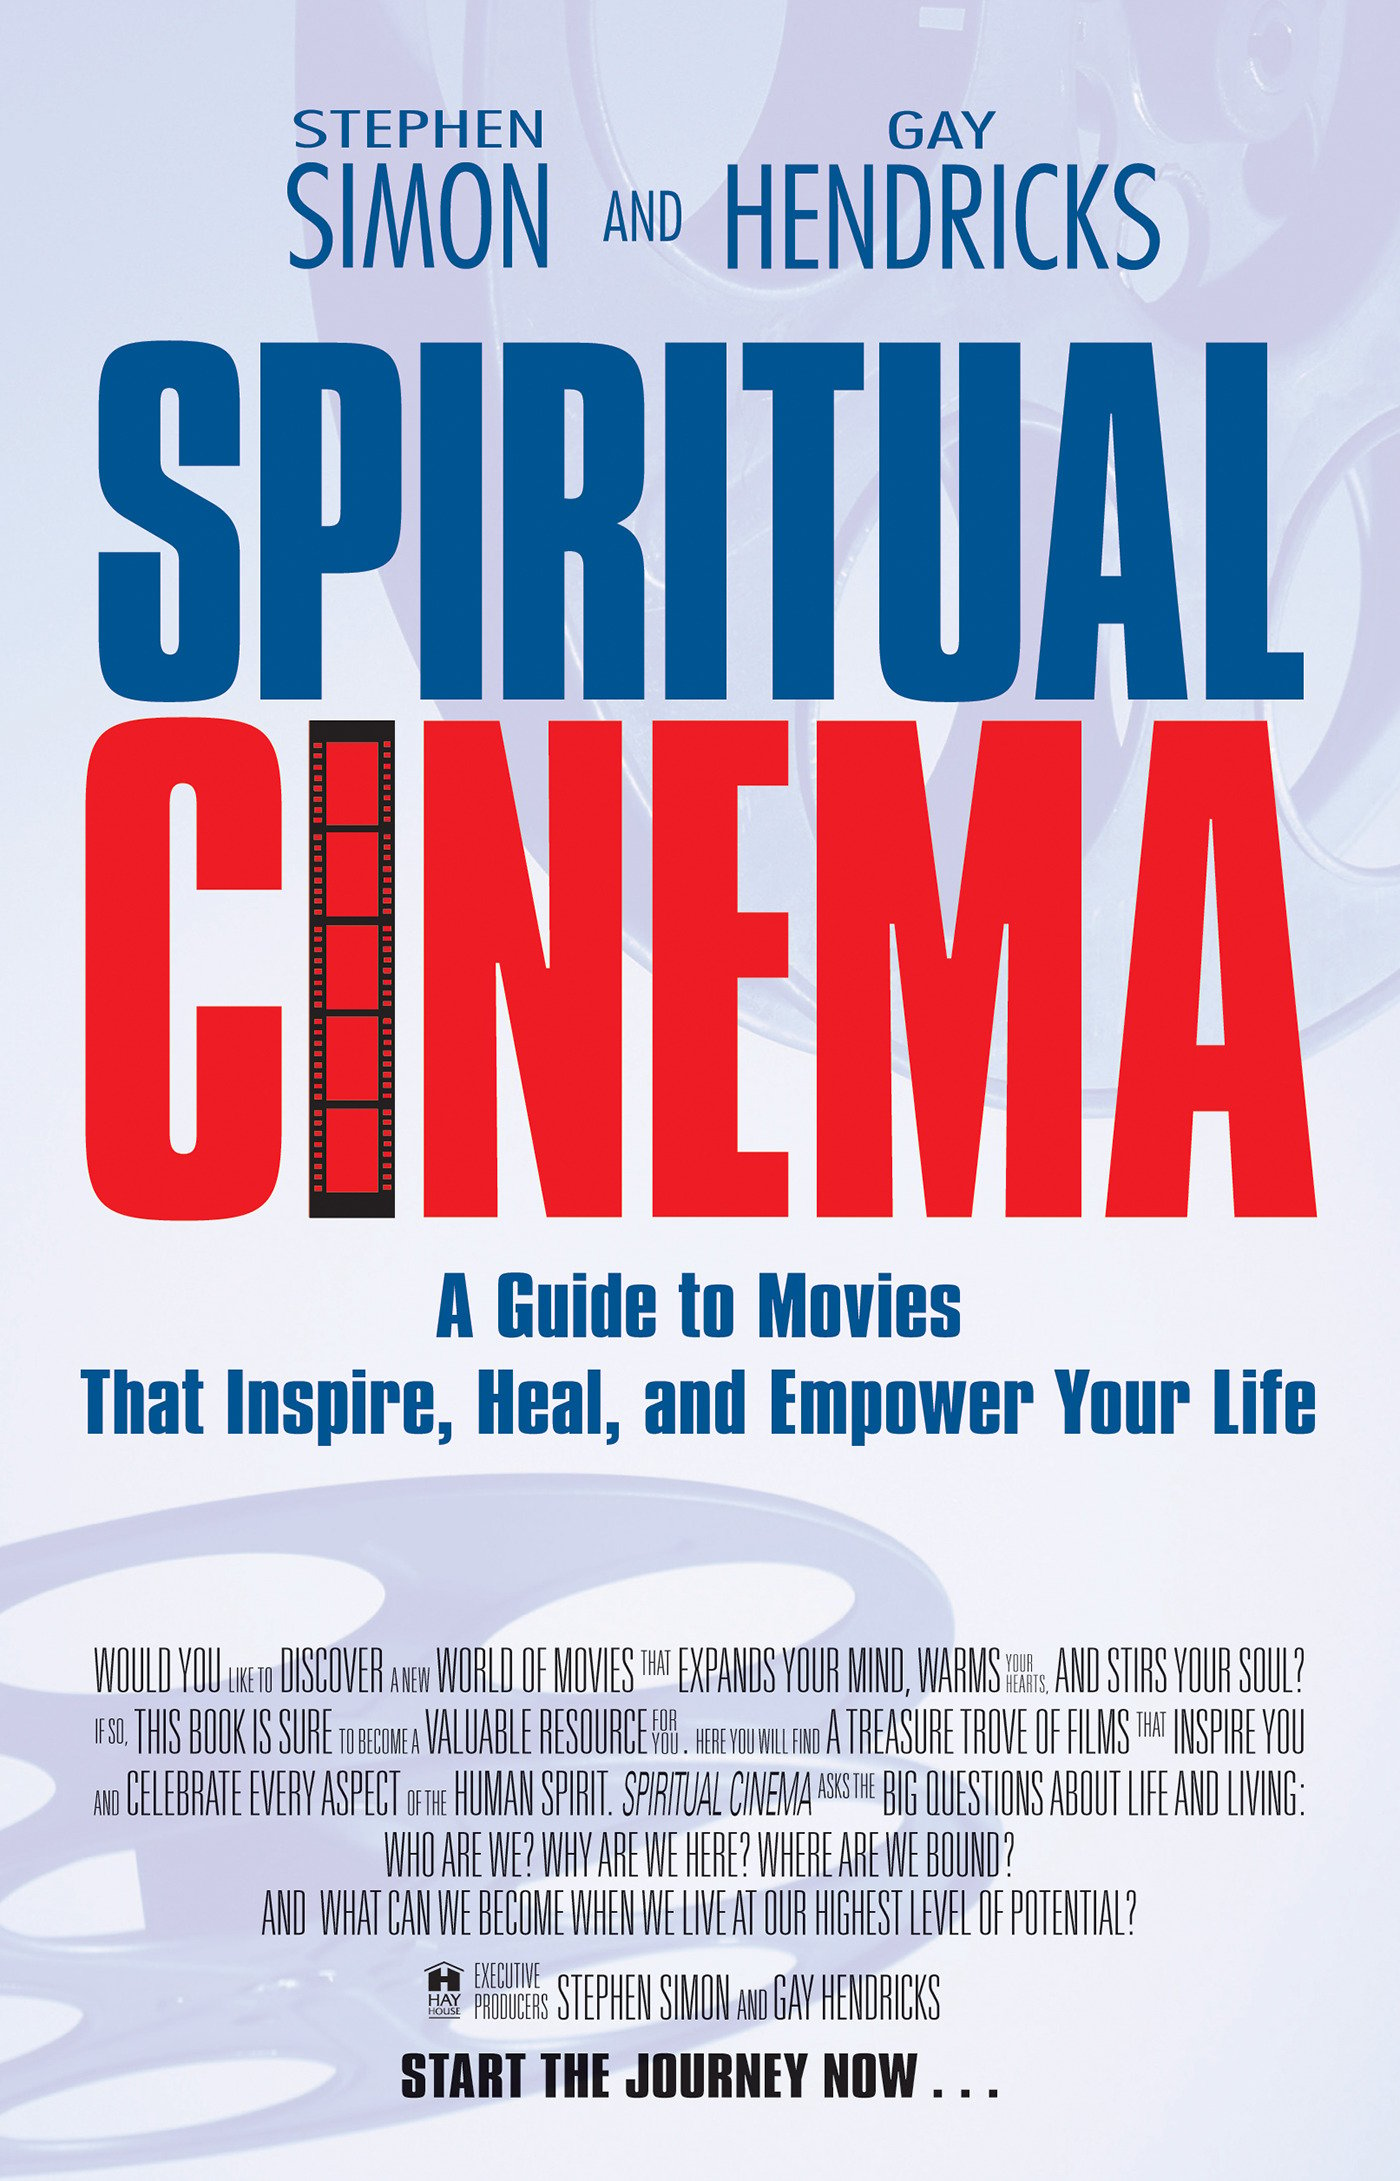 STEPHEN SIMON AND GAY HENDRICKS
SPIRITUAL
CINEMA
A Guide to Movies
That Inspire, Heal, and Empower Your Life
WOULD YOU LIKE TO DISCOVER A NEW WORLD OF MOVIES THAT EXPANDS YOUR MIND, WARMS YOUR HEARTS, AND STIRS YOUR SOUL?
IF SO, THIS BOOK IS SURE TO BECOME A VALUABLE RESOURCE FOR YOU. HERE YOU WILL FIND A TREASURE TROVE OF FILMS THAT INSPIRE YOU
AND CELEBRATE EVERY ASPECT OF THE HUMAN SPIRIT. SPIRITUAL CINEMA ASKS THE BIG QUESTIONS ABOUT LIFE AND LIVING:
WHO ARE WE? WHY ARE WE HERE? WHERE ARE WE BOUND?
AND WHAT CAN WE BECOME WHEN WE LIVE AT OUR HIGHEST LEVEL OF POTENTIAL?
HAY HOUSE EXECUTIVE PRODUCERS STEPHEN SIMON AND GAY HENDRICKS
START THE JOURNEY NOW . . .